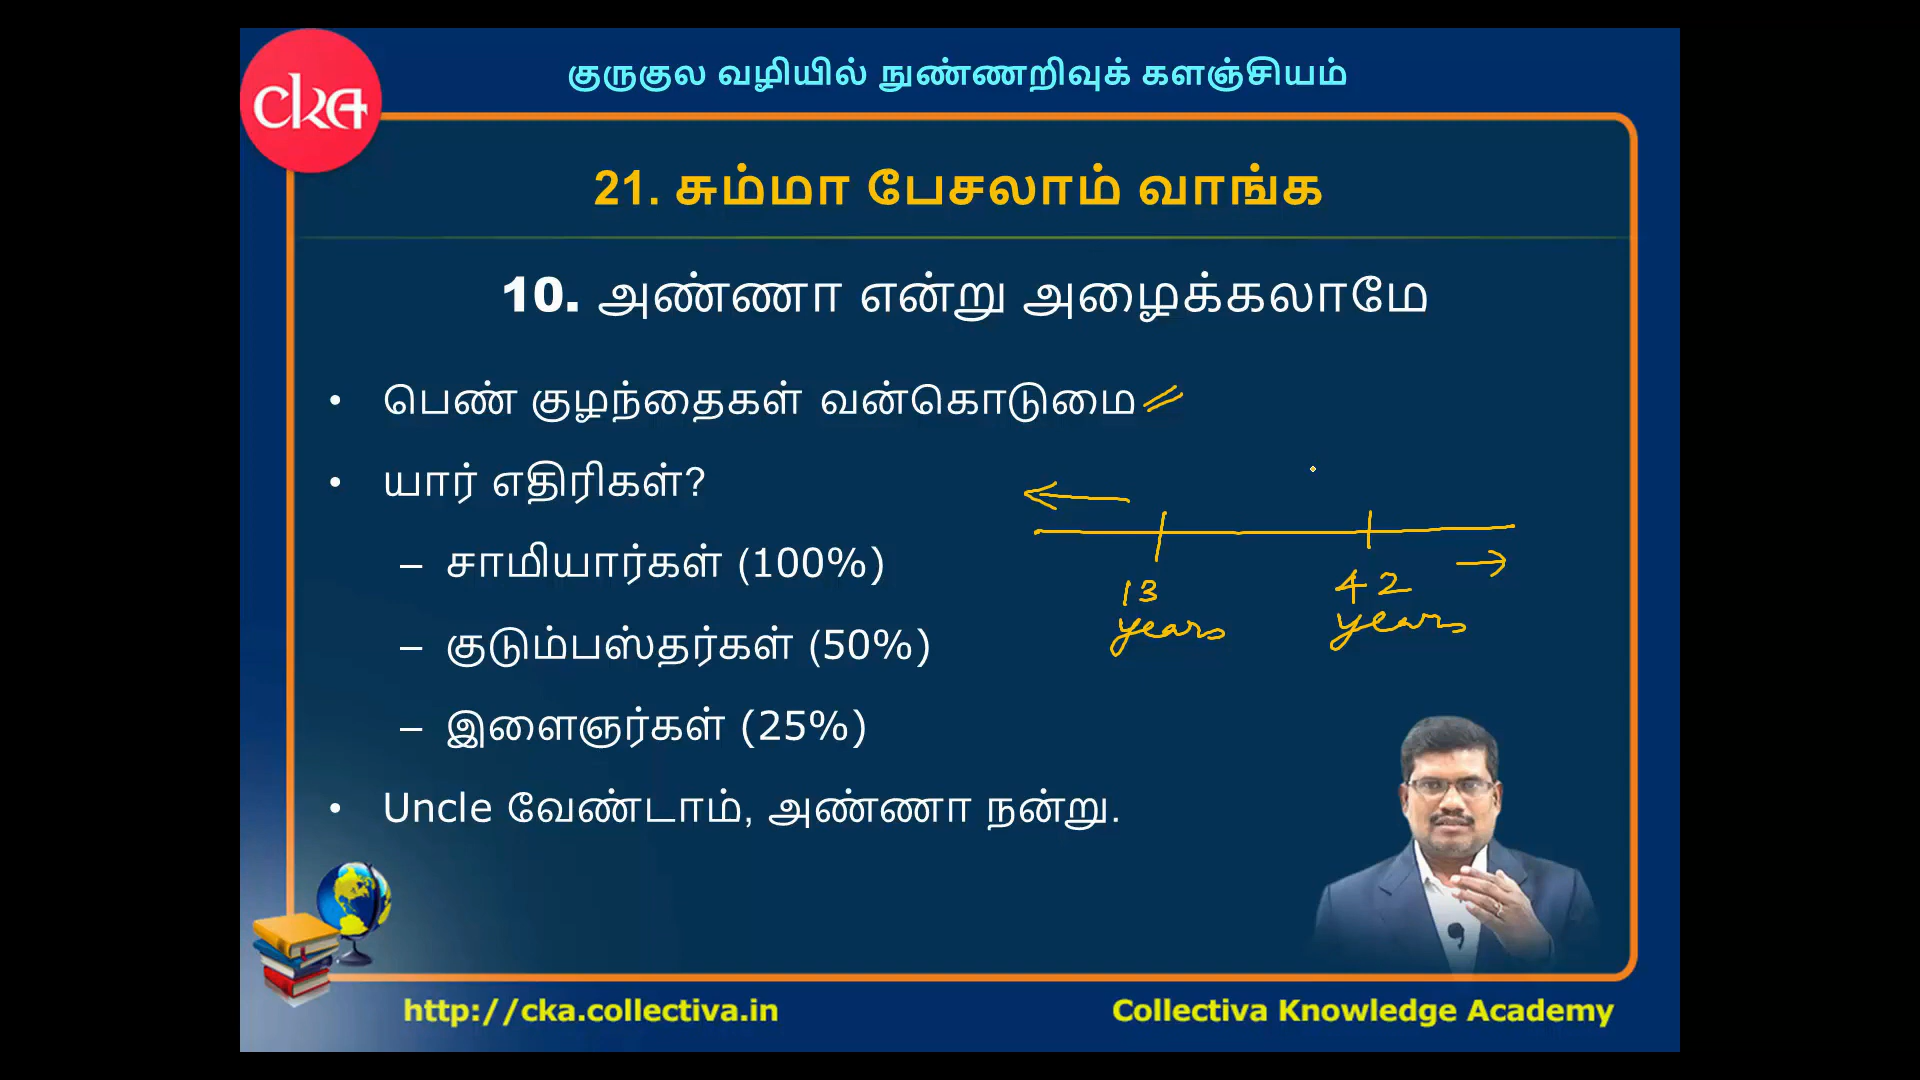 cka
குருகுல வழியில் நுண்ணறிவுக் களஞ்சியம்
21. சும்மா பேசலாம் வாங்க
10. அண்ணா என்று அழைக்கலாமே
• பெண் குழந்தைகள் வன்கொடுமை
• யார் எதிரிகள்?
– சாமியார்கள் (100%)
– குடும்பஸ்தர்கள் (50%)
– இளைஞர்கள் (25%)
• Uncle வேண்டாம், அண்ணா நன்று.
13 years
42 years
http://cka.collectiva.in
Collectiva Knowledge Academy